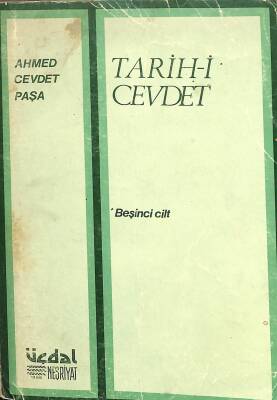 AHMED
CEVDET
PAŞA
TARİH-İ
CEVDET
Beşinci cilt
üçdal
NEŞRİYAT